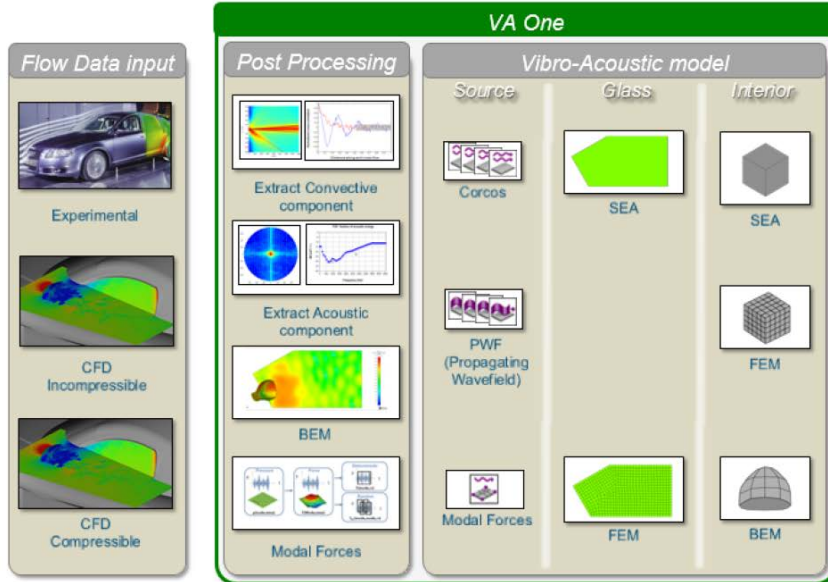 VA One
Flow Data input
Experimental
CFD
Incompressible
CFD
Compressible
Post Processing
Extract Convective
component
Extract Acoustic
component
BEM
Modal Forces
Vibro-Acoustic model
Source
Glass
Interior
Corcos
SEA
SEA
PWF
(Propagating
Wavefield)
FEM
Modal Forces
FEM
BEM